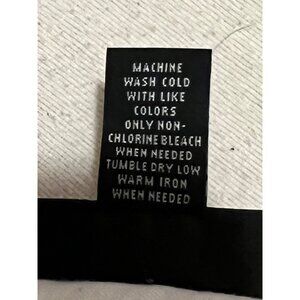 MACHINE
WASH COLD
WITH LIKE
COLORS
ONLY NON-
CHLORINE BLEACH
WHEN NEEDED
TUMBLE DRY LOW
WARM IRON
WHEN NEEDED